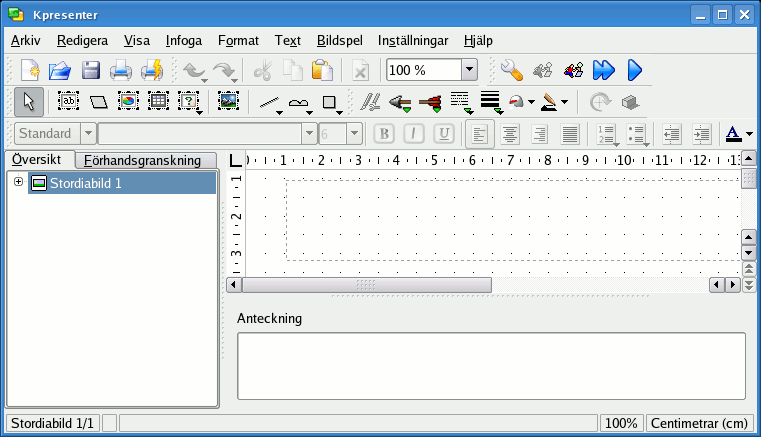 Kpresenter
Arkiv Redigera Visa Infoga Format Text Bildspel Inställningar Hjälp
100 %
ab ?
Standard 6 B I U A
Översikt Förhandsgranskning
Stordiabild 1
1 2 3 4 5 6 7 8 9 10 11 12 13
1
2
3
Anteckning
Stordiabild 1/1 100% Centimetrar (cm)